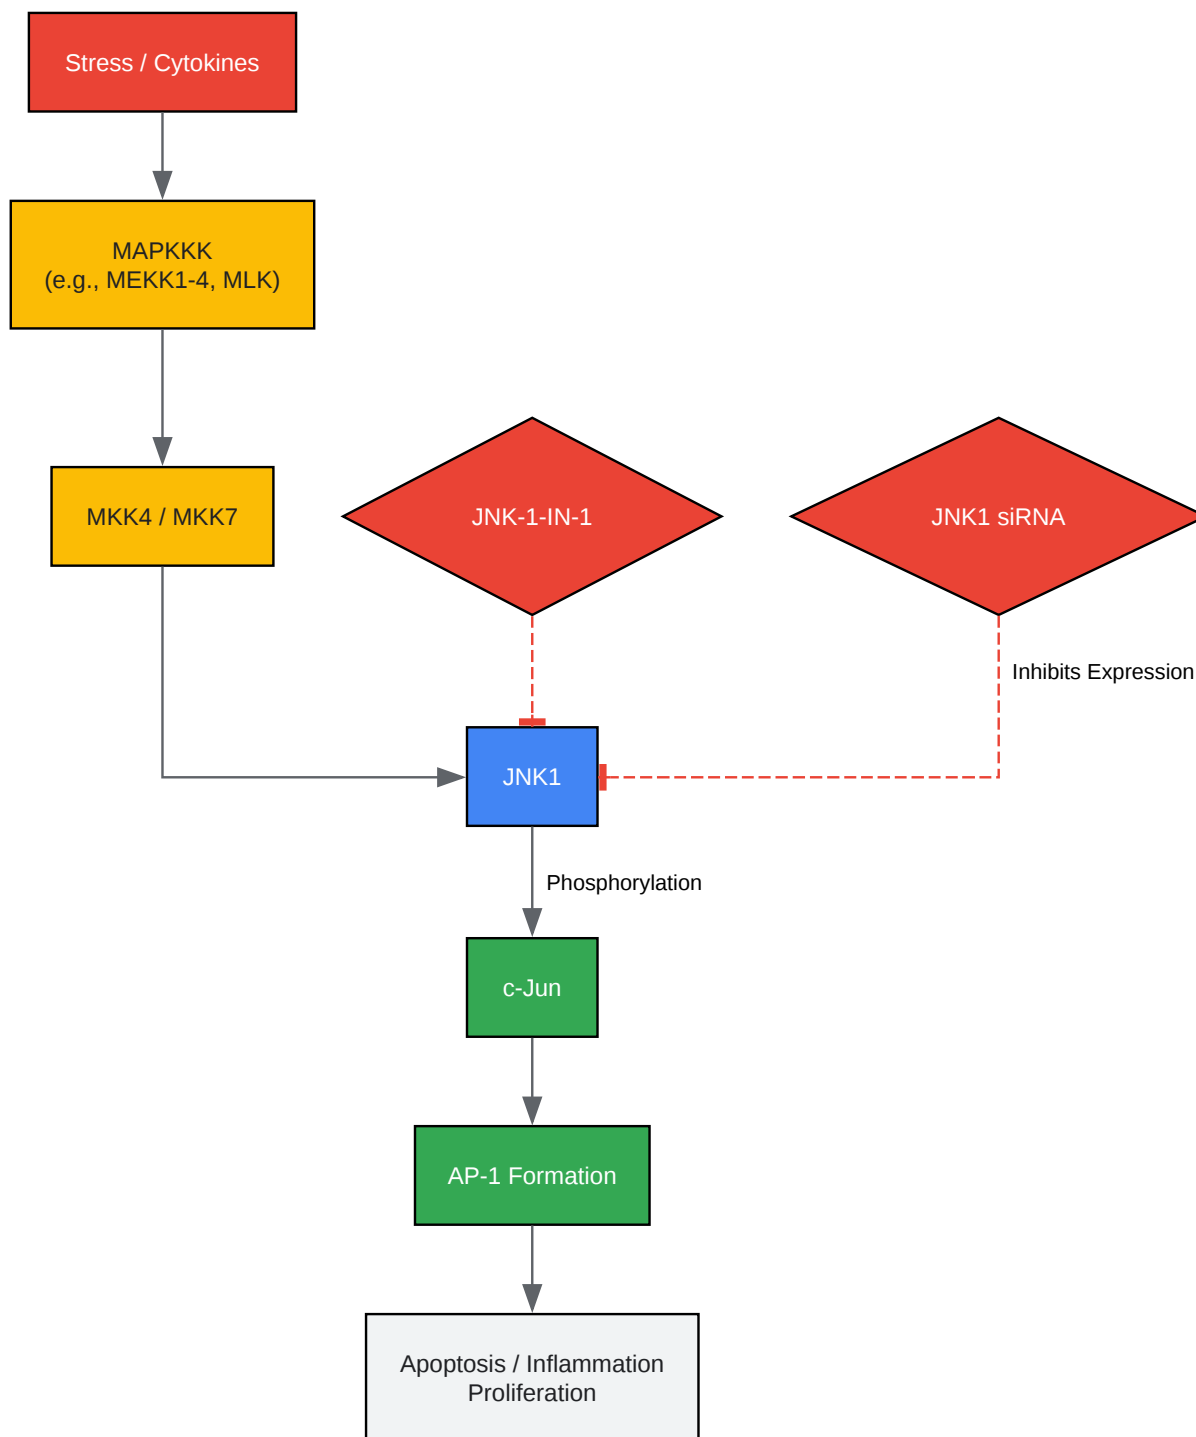 Stress / Cytokines
MAPKKK
(e.g., MEKK1-4, MLK)
MKK4 / MKK7
JNK-1-IN-1
JNK1 siRNA
Inhibits Expression
JNK1
Phosphorylation
c-Jun
AP-1 Formation
Apoptosis / Inflammation
Proliferation